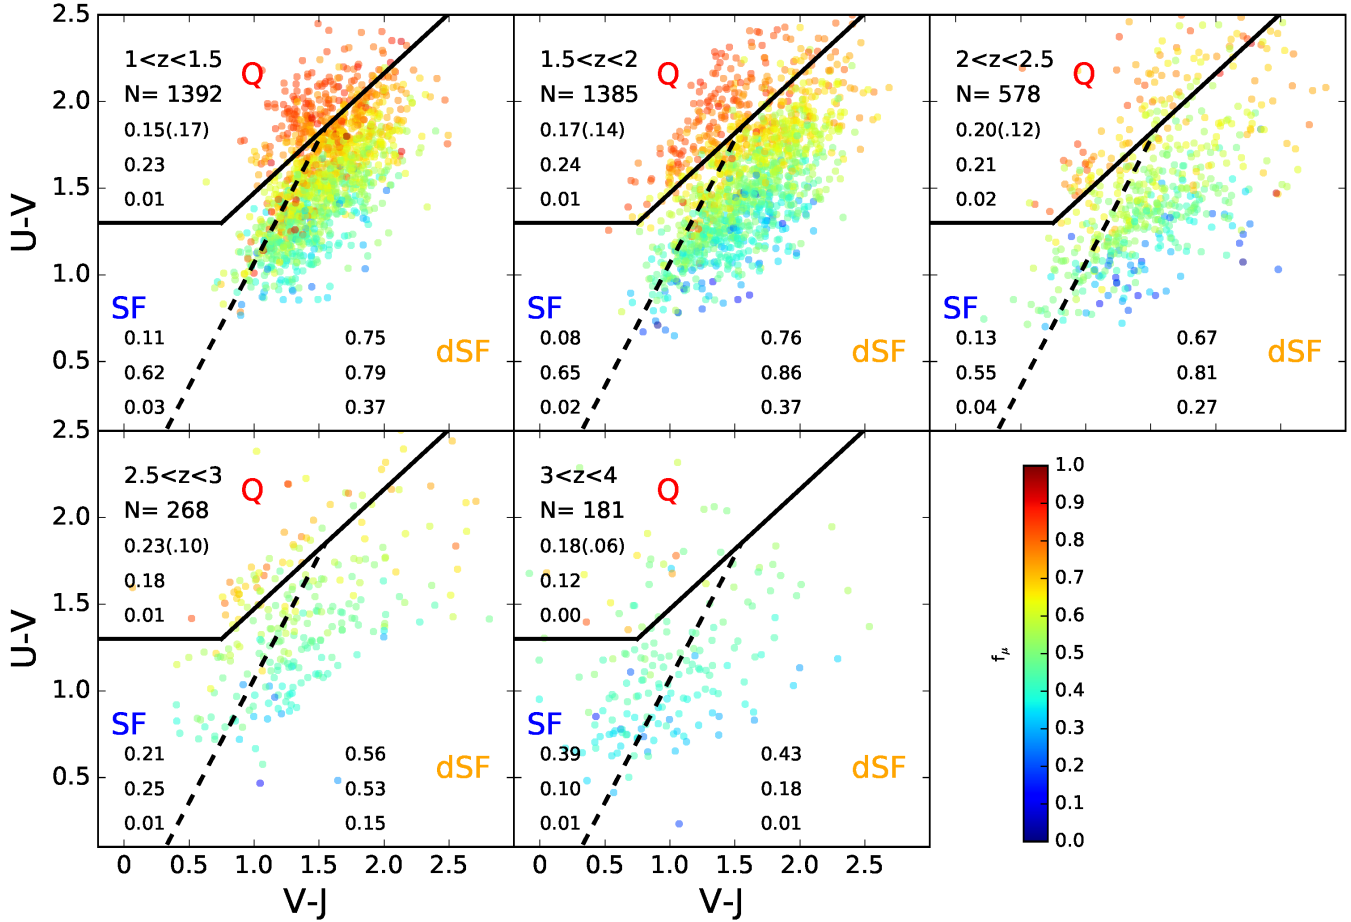 2.5
2.0
1.5
1.0
0.5
U-V
1<z<1.5
Q
N= 1392
0.15(.17)
0.23
0.01
SF
0.11
0.75
dSF
0.62
0.79
0.03
0.37
1.5<z<2
Q
N= 1385
0.17(.14)
0.24
0.01
SF
0.08
0.76
dSF
0.65
0.86
0.02
0.37
2<z<2.5
Q
N= 578
0.20(.12)
0.21
0.02
SF
0.13
0.67
dSF
0.55
0.81
0.04
0.27
2.5
2.0
1.5
1.0
0.5
U-V
2.5<z<3
Q
N= 268
0.23(.10)
0.18
0.01
SF
0.21
0.56
dSF
0.25
0.53
0.01
0.15
0 0.5 1.0 1.5 2.0 2.5
V-J
3<z<4
Q
N= 181
0.18(.06)
0.12
0.00
SF
0.39
0.43
dSF
0.10
0.18
0.01
0.01
0 0.5 1.0 1.5 2.0 2.5
V-J
fμ
1.0
0.9
0.8
0.7
0.6
0.5
0.4
0.3
0.2
0.1
0.0